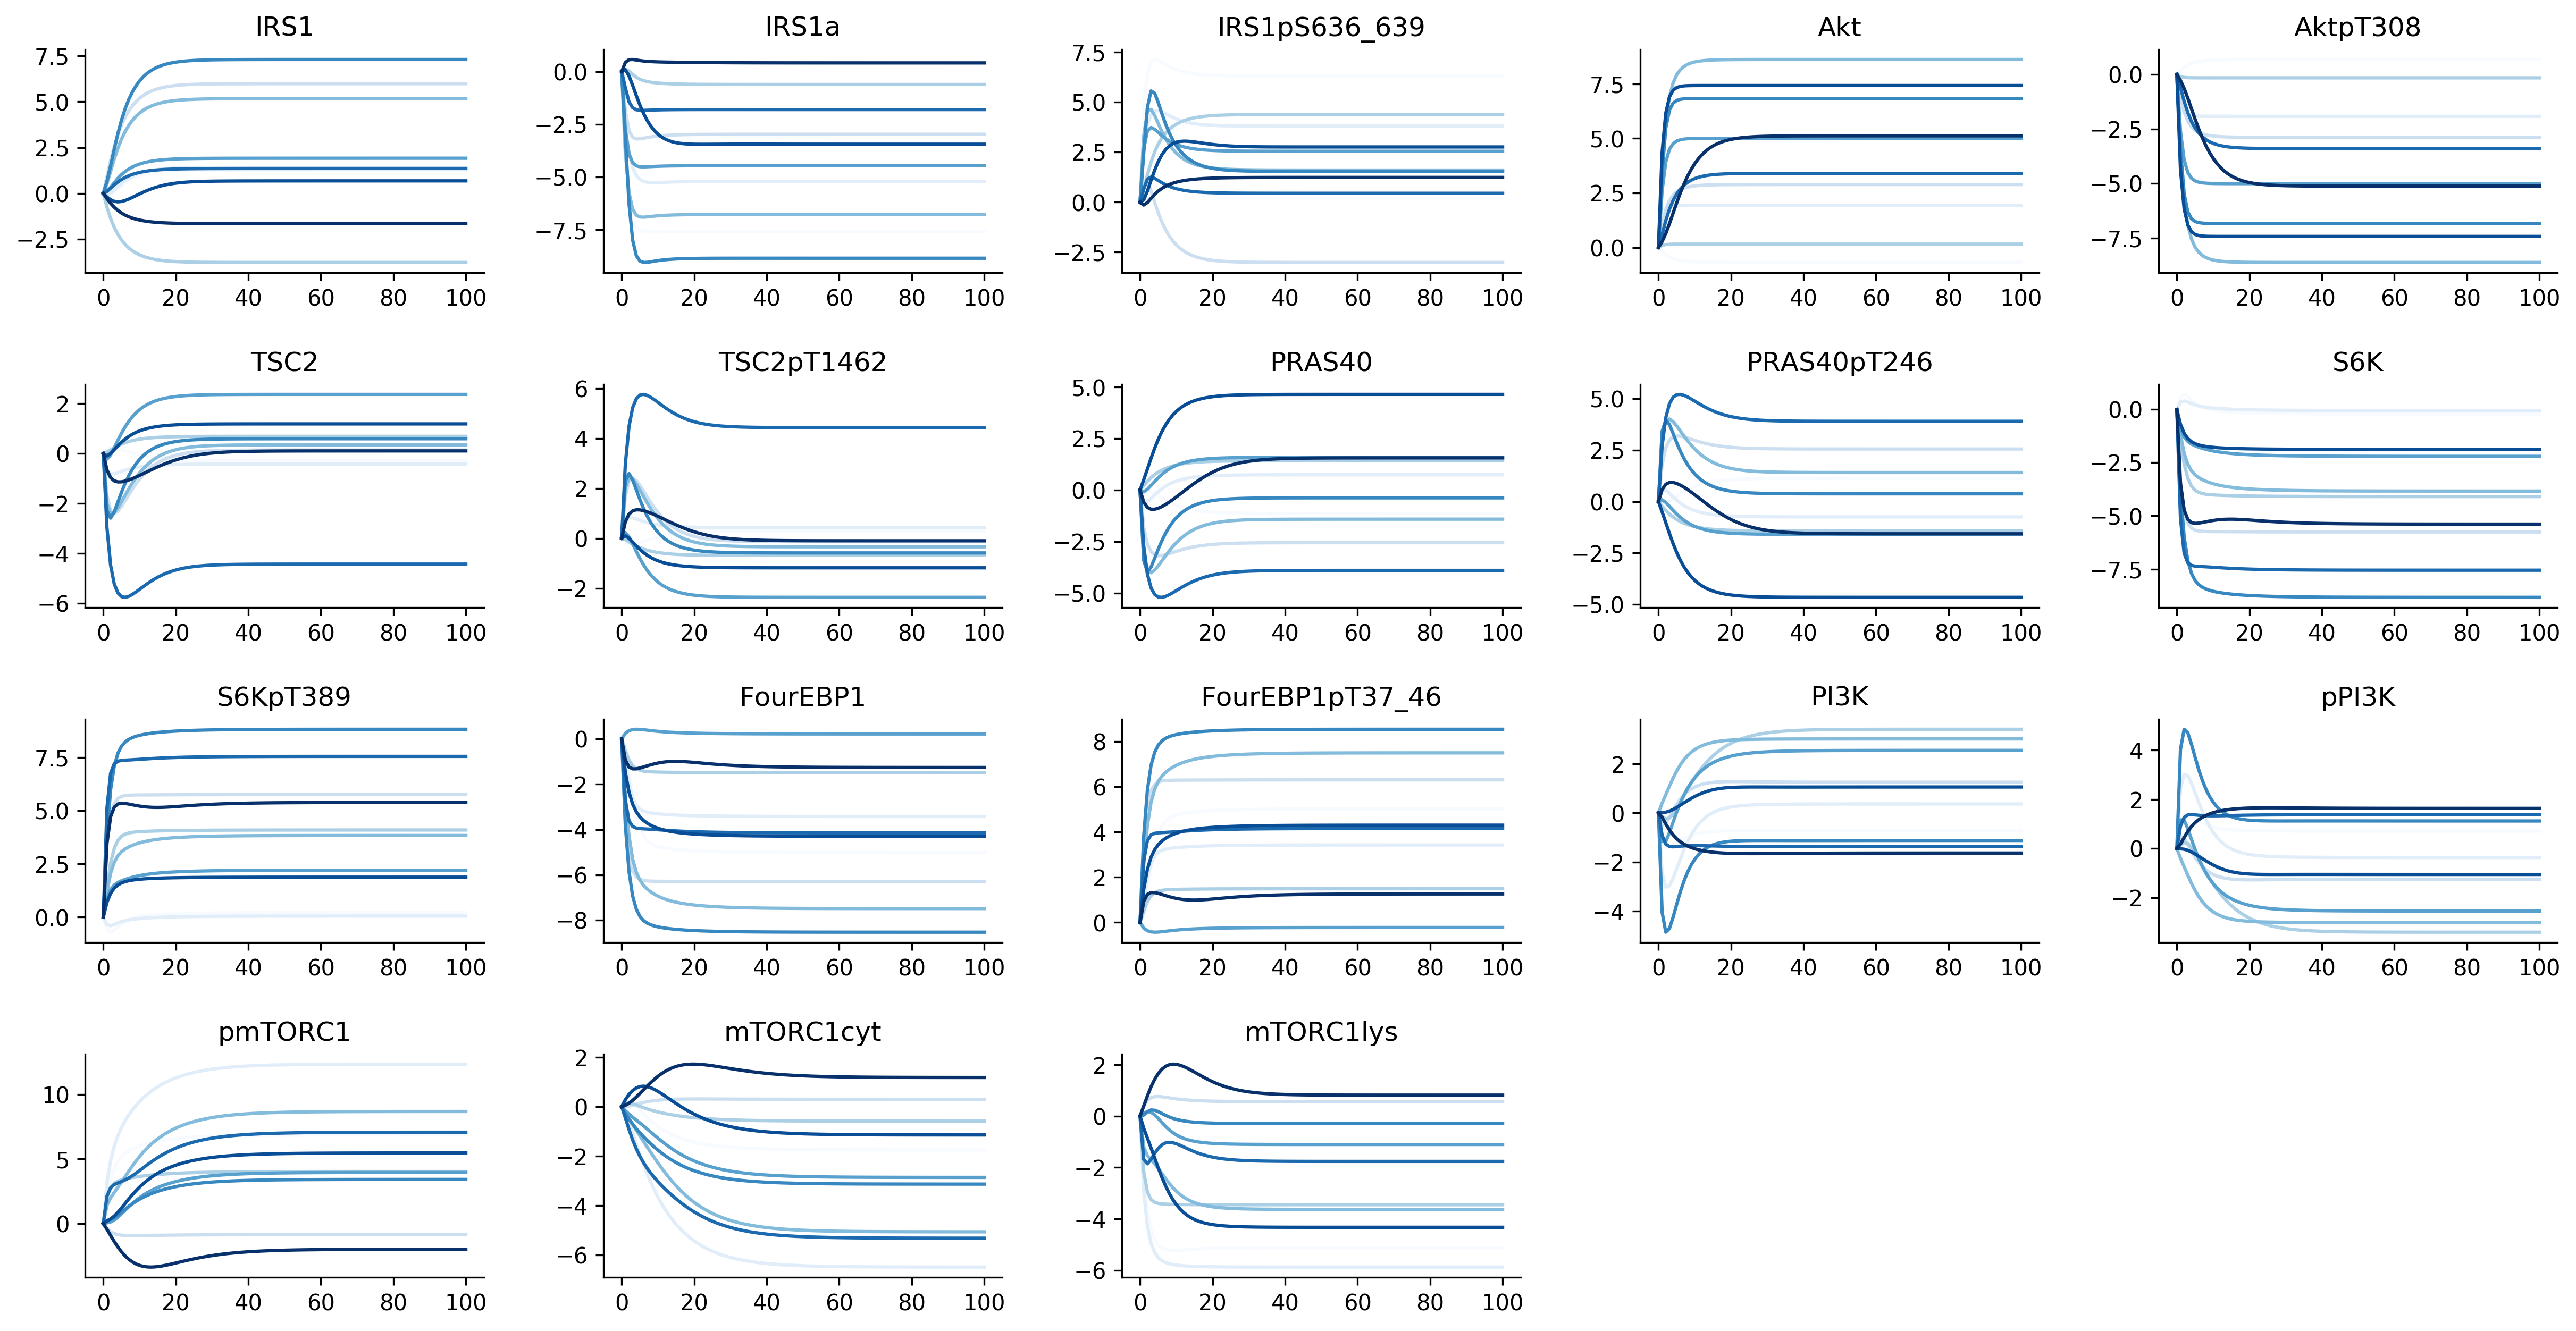 IRS1
7.5
5.0
2.5
0.0
−2.5
0 20 40 60 80 100
IRS1a
0.0
−2.5
−5.0
−7.5
0 20 40 60 80 100
IRS1pS636_639
7.5
5.0
2.5
0.0
−2.5
0 20 40 60 80 100
Akt
7.5
5.0
2.5
0.0
0 20 40 60 80 100
AktpT308
0.0
−2.5
−5.0
−7.5
0 20 40 60 80 100
TSC2
2
0
−2
−4
−6
0 20 40 60 80 100
TSC2pT1462
6
4
2
0
−2
0 20 40 60 80 100
PRAS40
5.0
2.5
0.0
−2.5
−5.0
0 20 40 60 80 100
PRAS40pT246
5.0
2.5
0.0
−2.5
−5.0
0 20 40 60 80 100
S6K
0.0
−2.5
−5.0
−7.5
0 20 40 60 80 100
S6KpT389
7.5
5.0
2.5
0.0
0 20 40 60 80 100
FourEBP1
0
−2
−4
−6
−8
0 20 40 60 80 100
FourEBP1pT37_46
8
6
4
2
0
0 20 40 60 80 100
PI3K
2
0
−2
−4
0 20 40 60 80 100
pPI3K
4
2
0
−2
0 20 40 60 80 100
pmTORC1
10
5
0
0 20 40 60 80 100
mTORC1cyt
2
0
−2
−4
−6
0 20 40 60 80 100
mTORC1lys
2
0
−2
−4
−6
0 20 40 60 80 100